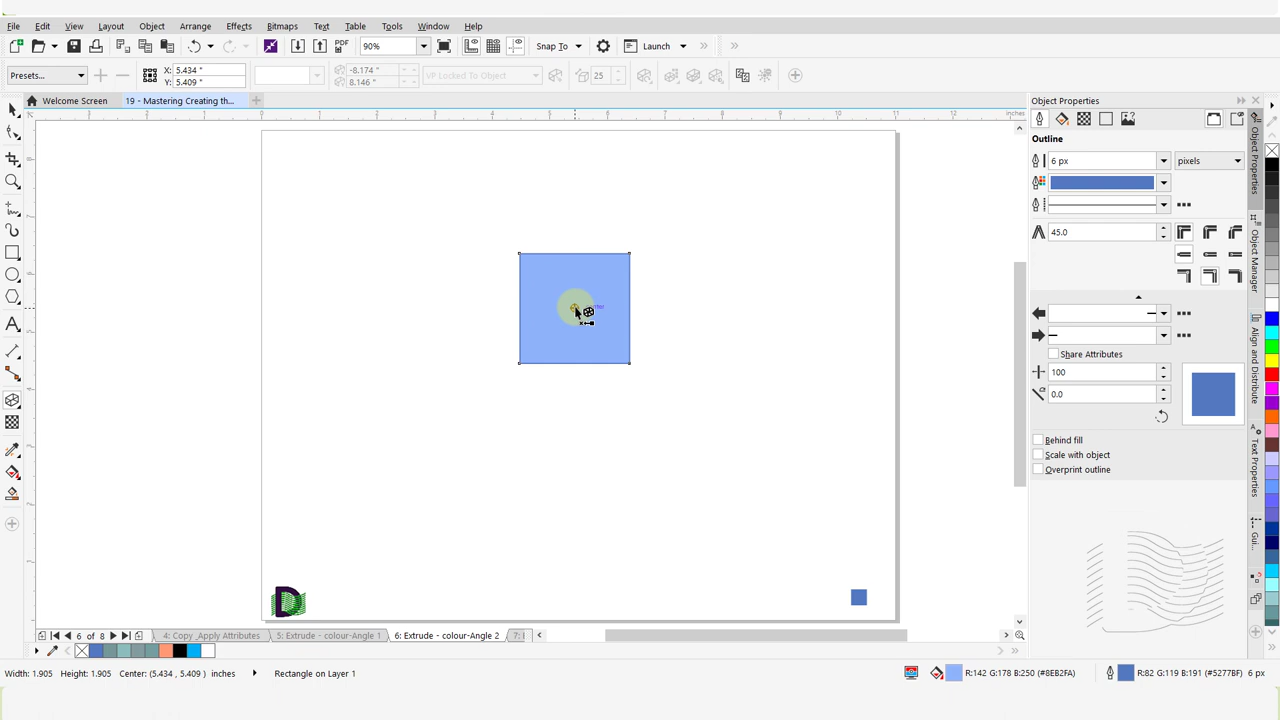 File Edit View Layout Object Arrange Effects Bitmaps Text Table Tools Window Help
PDF 90% Snap To Launch
Presets... X: 5.434 " Y: 5.409 " -8.174 " 8.146 " VP Locked To Object 25
Welcome Screen 19 - Mastering Creating th...
Object Properties
inches
Outline
6 px pixels
45.0
Share Attributes
100
0.0
Behind fill
Scale with object
Overprint outline
Object Properties
Object Manager
Align and Distribute
Text Properties
Gui...
D
6 of 8 4: Copy _Apply Attributes 5: Extrude - colour-Angle 1 6: Extrude - colour-Angle 2
Width: 1.905 Height: 1.905 Center: (5.434 , 5.409 ) inches Rectangle on Layer 1 R:142 G:178 B:250 (#8EB2FA) R:82 G:119 B:191 (#5277BF) 6 px